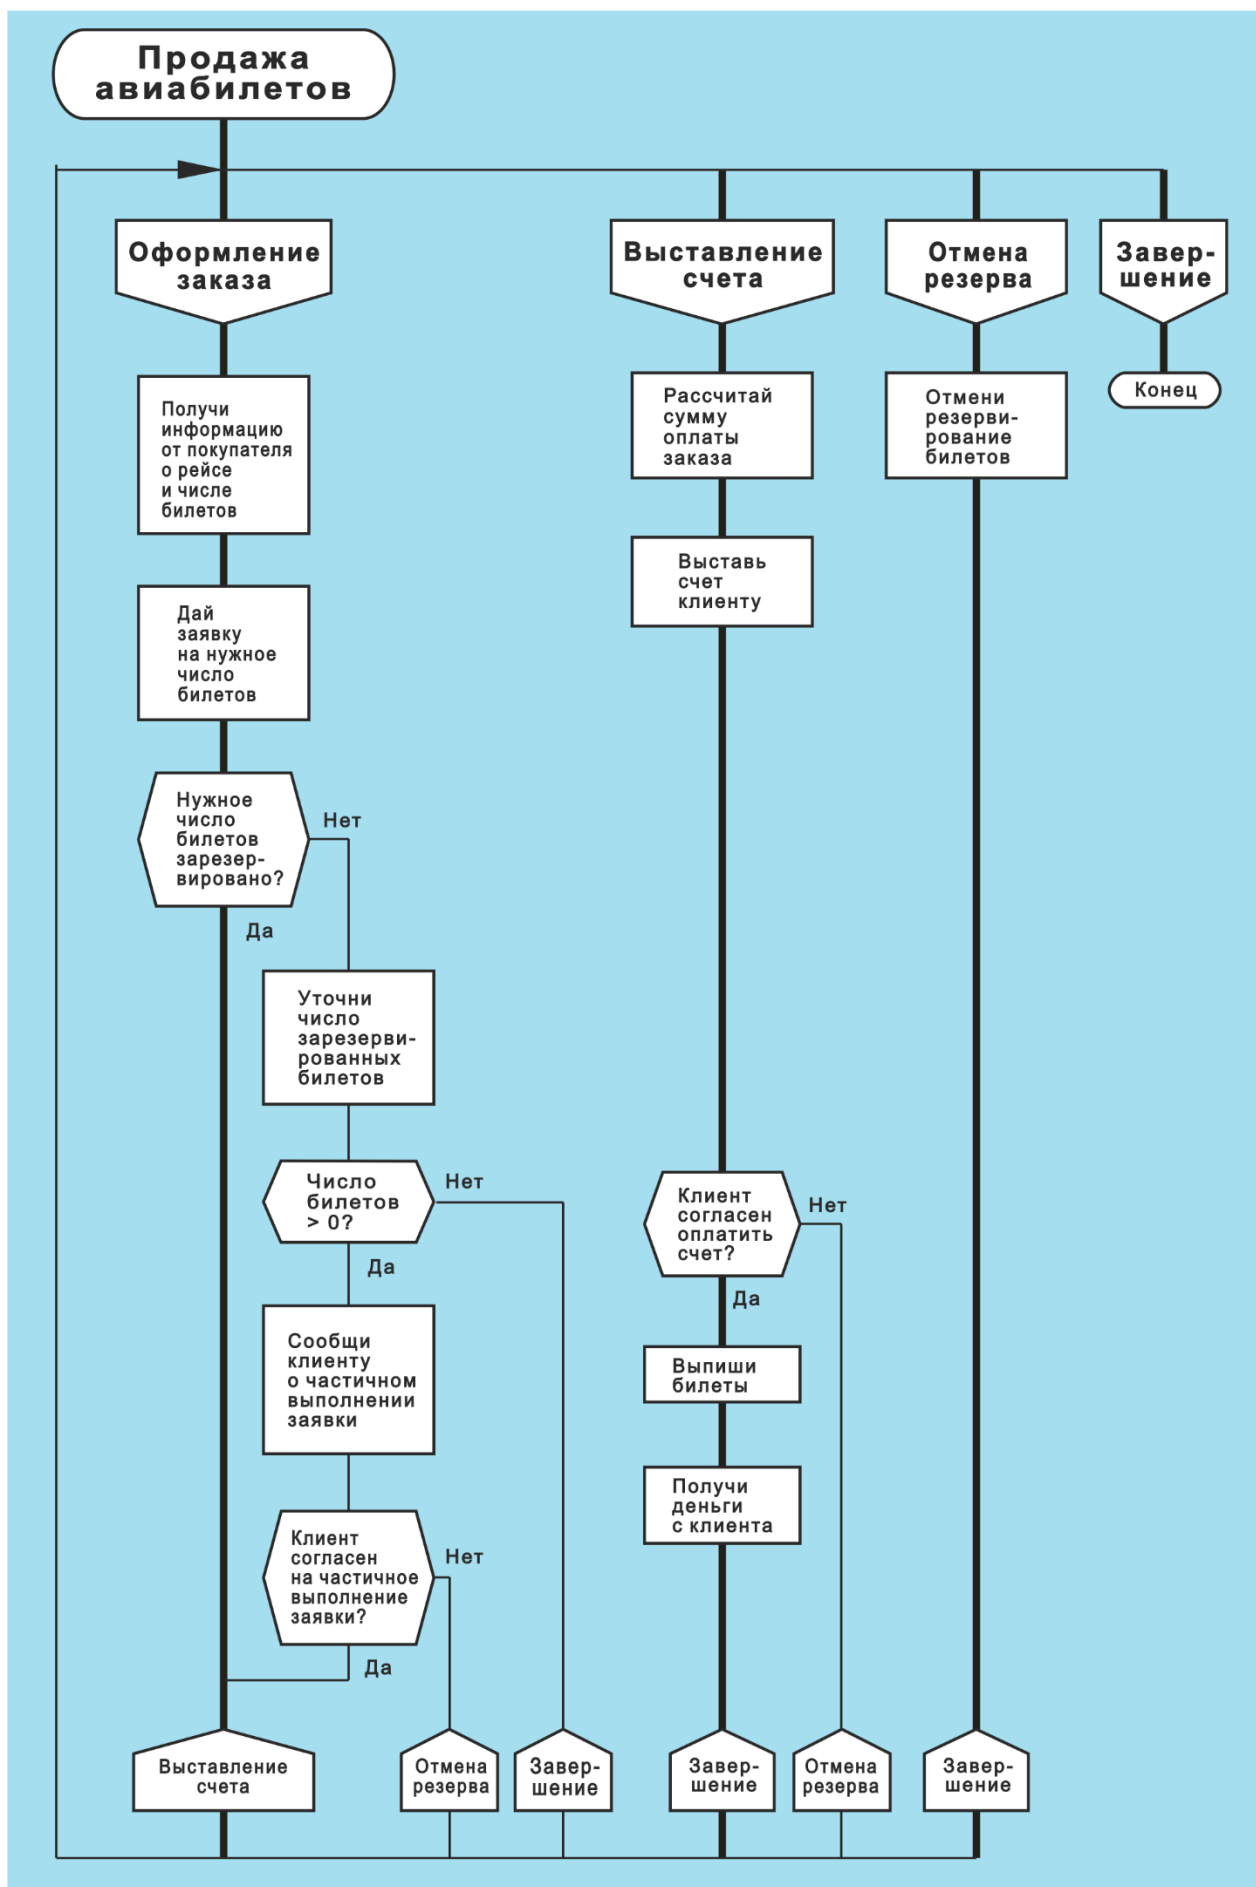 Продажа
авиабилетов
Оформление
заказа
Получи
информацию
от покупателя
о рейсе
и числе
билетов
Дай
заявку
на нужное
число
билетов
Нужное
число
билетов
зарезер-
вировано?
Нет
Да
Уточни
число
зарезерви-
рованных
билетов
Число
билетов
> 0?
Нет
Да
Сообщи
клиенту
о частичном
выполнении
заявки
Клиент
согласен
на частичное
выполнение
заявки?
Нет
Да
Выставление
счета
Отмена
резерва
Завер-
шение
Выставление
счета
Рассчитай
сумму
оплаты
заказа
Выставь
счет
клиенту
Клиент
согласен
оплатить
счет?
Нет
Да
Выпиши
билеты
Получи
деньги
с клиента
Завер-
шение
Отмена
резерва
Отмена
резерва
Отмени
резерви-
рование
билетов
Завер-
шение
Завер-
шение
Конец